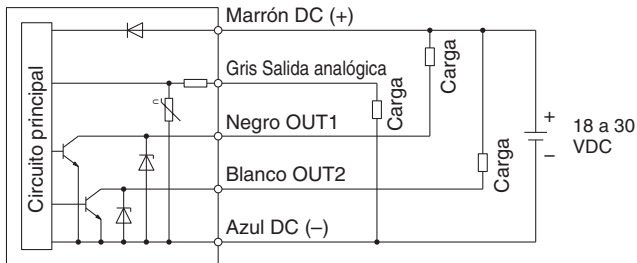 Marrón DC (+)
Circuito principal
Gris Salida analógica
Carga
Carga
n
Negro OUT1
+
18 a 30
VDC
–
Carga
Blanco OUT2
Azul DC (–)